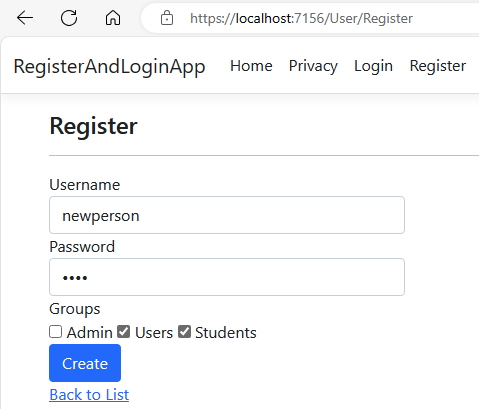 https://localhost:7156/User/Register
RegisterAndLoginApp Home Privacy Login Register
Register
Username
newperson
Password
••••
Groups
Admin Users Students
Create
Back to List